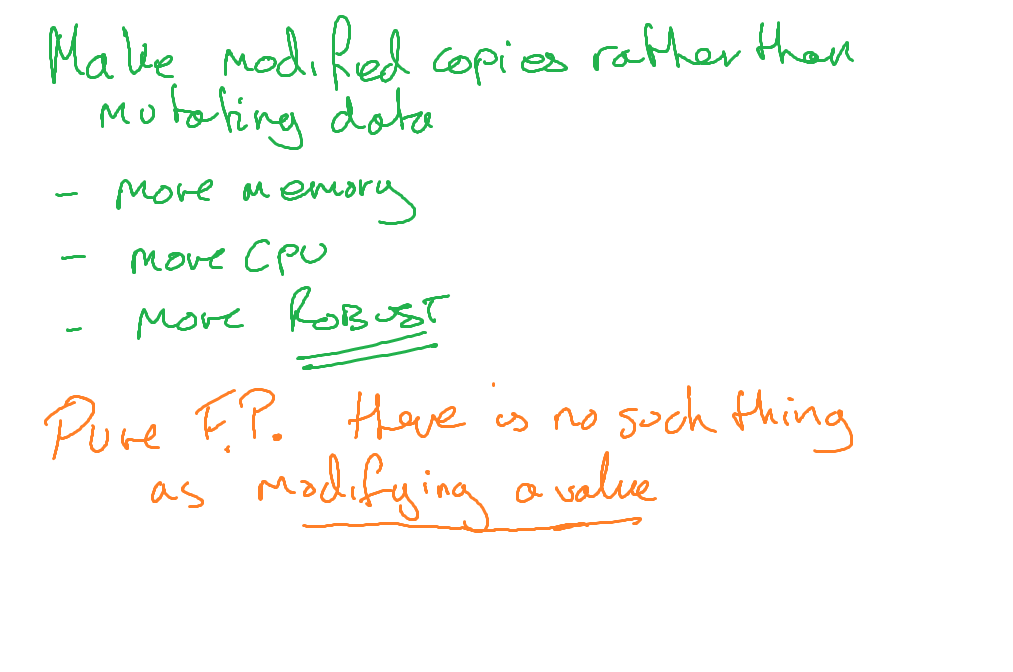 Make modified copies rather than
mutating data
- more memory
- more CPU
- more ROBUST
Pure F.P. there is no such thing
as modifying a value